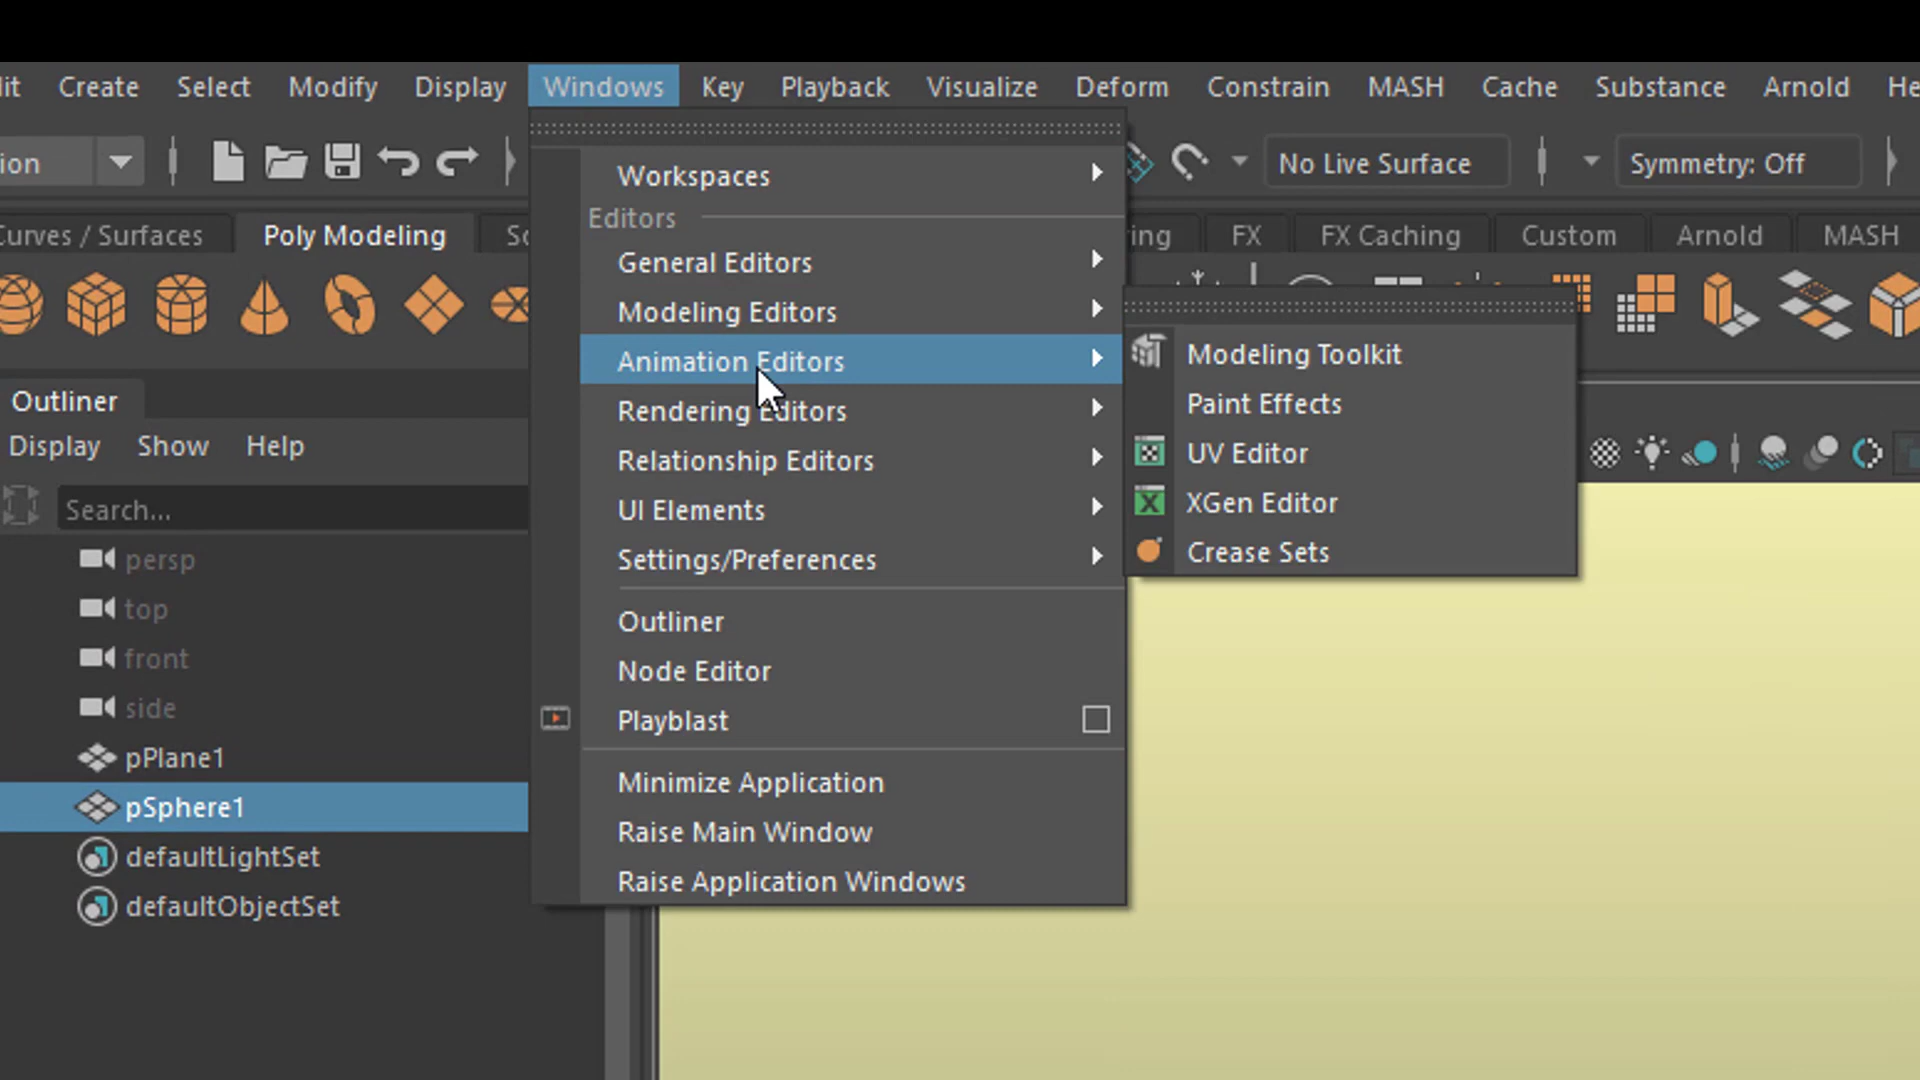 it Create Select Modify Display Windows Key Playback Visualize Deform Constrain MASH Cache Substance Arnold He
ion No Live Surface Symmetry: Off
Curves / Surfaces Poly Modeling Sc ing FX FX Caching Custom Arnold MASH
Workspaces
Editors
General Editors
Modeling Editors
Animation Editors
Rendering Editors
Relationship Editors
UI Elements
Settings/Preferences
Outliner
Node Editor
Playblast
Minimize Application
Raise Main Window
Raise Application Windows
Modeling Toolkit
Paint Effects
UV Editor
XGen Editor
Crease Sets
Outliner
Display Show Help
Search...
persp
top
front
side
pPlane1
pSphere1
defaultLightSet
defaultObjectSet